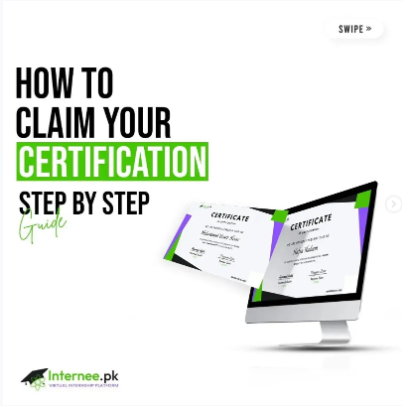 SWIPE »
HOW TO
CLAIM YOUR
CERTIFICATION
STEP BY STEP
Guide
CERTIFICATE
CERTIFICATE
Internee.pk
VIRTUAL INTERNSHIP PLATFORM